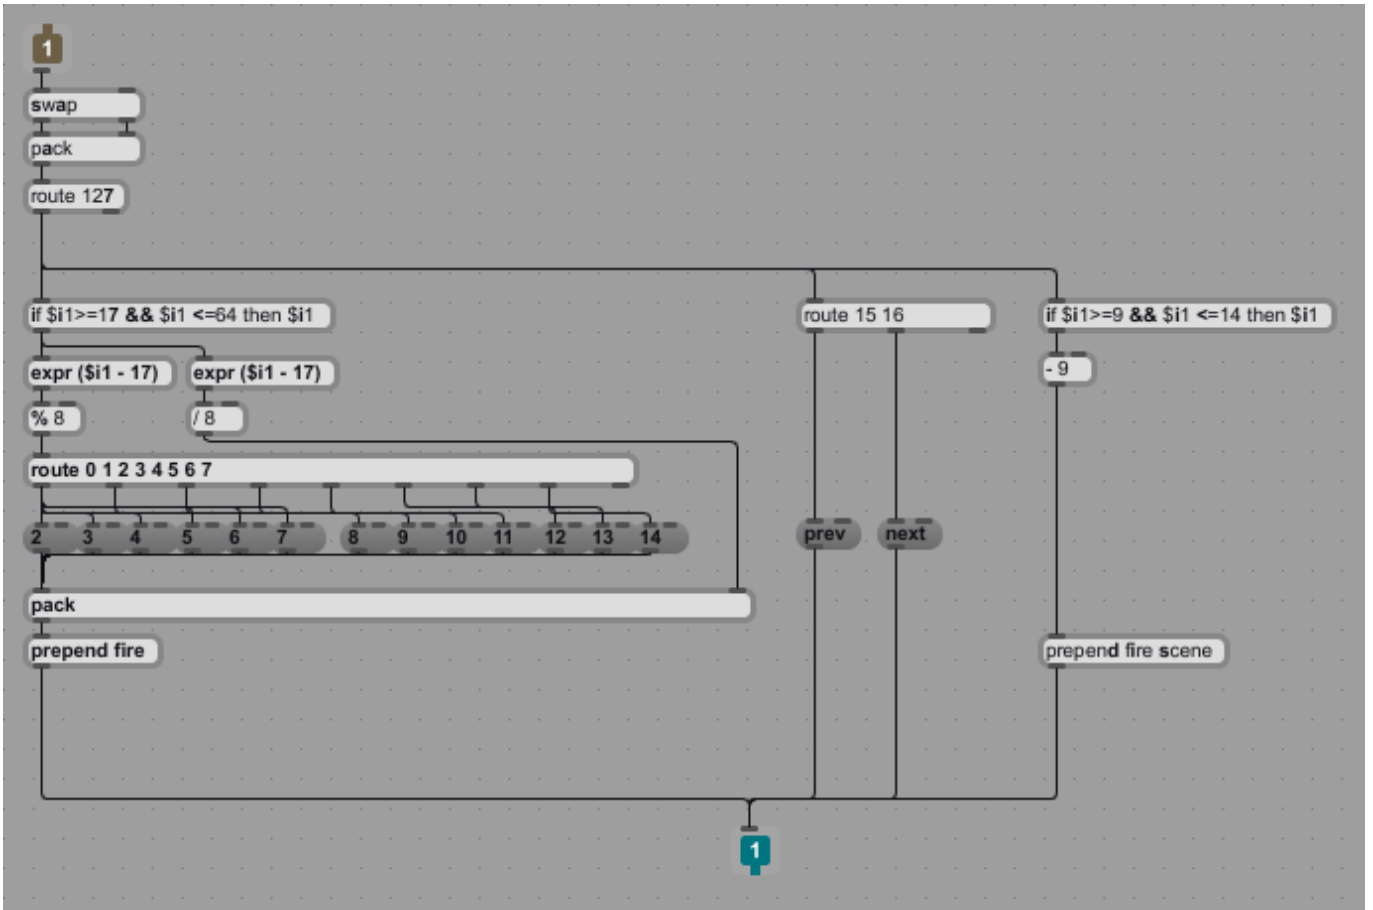 1
swap
pack
route 127
if $i1>=17 && $i1 <=64 then $i1
route 15 16
if $i1>=9 && $i1 <=14 then $i1
expr ($i1 - 17)
expr ($i1 - 17)
- 9
% 8
/ 8
route 0 1 2 3 4 5 6 7
2 3 4 5 6 7 8 9 10 11 12 13 14
prev
next
pack
prepend fire
prepend fire scene
1